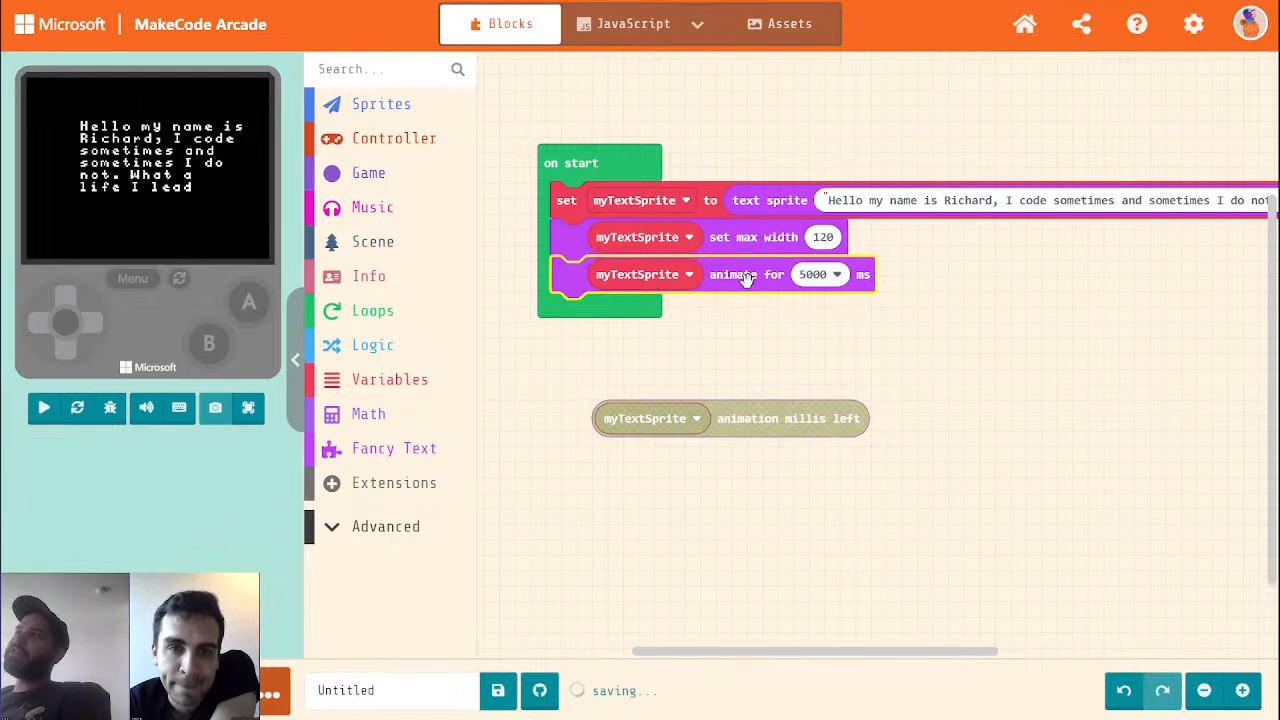 Microsoft | MakeCode Arcade
Blocks
JavaScript
Assets
Hello my name is
Richard, I code
sometimes and
sometimes I do
not. What a
life I lead
Menu
A
B
Microsoft
Search...
Sprites
Controller
Game
Music
Scene
Info
Loops
Logic
Variables
Math
Fancy Text
Extensions
Advanced
on start
set myTextSprite to text sprite "Hello my name is Richard, I code sometimes and sometimes I do not
myTextSprite set max width 120
myTextSprite animate for 5000 ms
myTextSprite animation millis left
Untitled
saving...